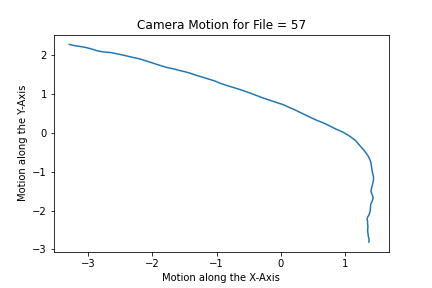 Camera Motion for File = 57
Motion along the Y-Axis
2
1
0
−1
−2
−3
−3 −2 −1 0 1
Motion along the X-Axis